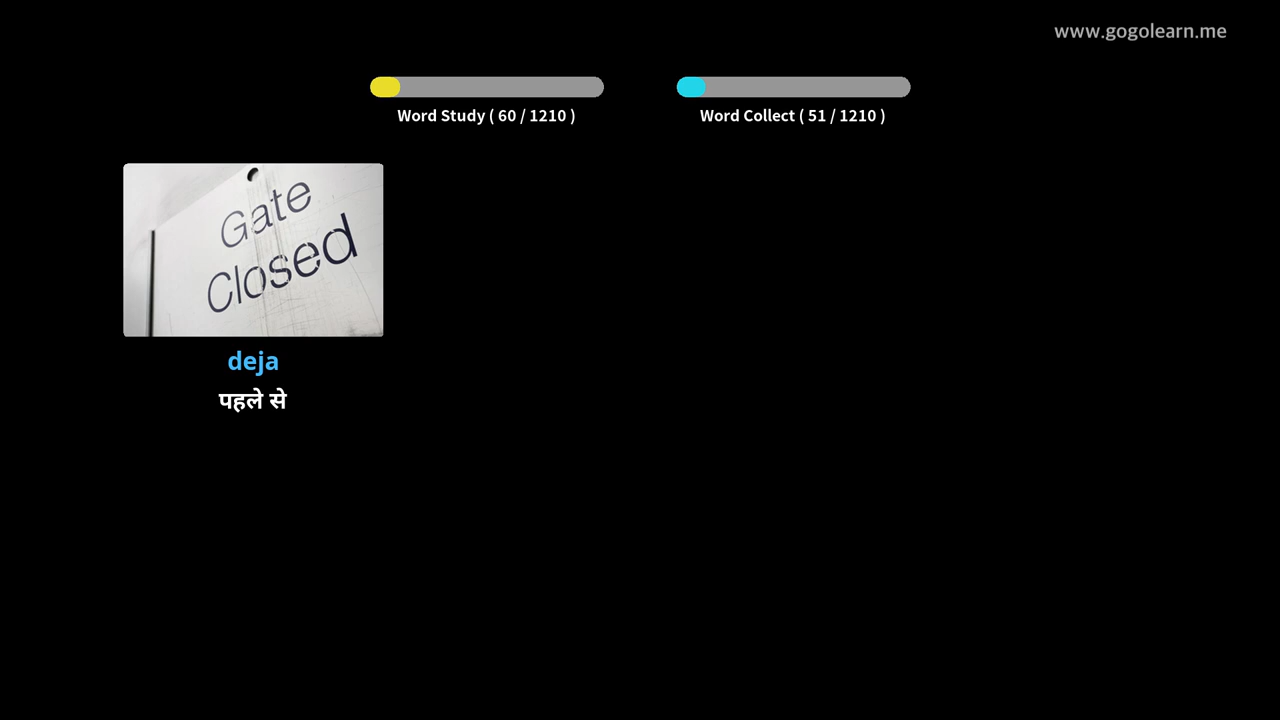 www.gogolearn.me
Word Study ( 60 / 1210 )
Word Collect ( 51 / 1210 )
Gate
Closed
deja
पहले से